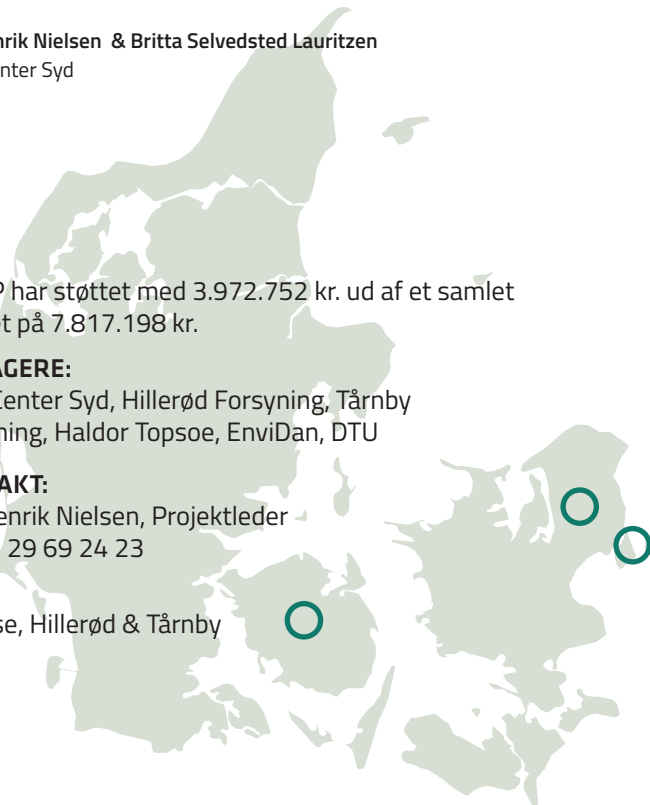 nrik Nielsen & Britta Selvedsted Lauritzen
nter Syd
P har støttet med 3.972.752 kr. ud af et samlet
et på 7.817.198 kr.
AGERE:
Center Syd, Hillerød Forsyning, Tårnby
ning, Haldor Topsoe, EnviDan, DTU
AKT:
enrik Nielsen, Projektleder
29 69 24 23
se, Hillerød & Tårnby